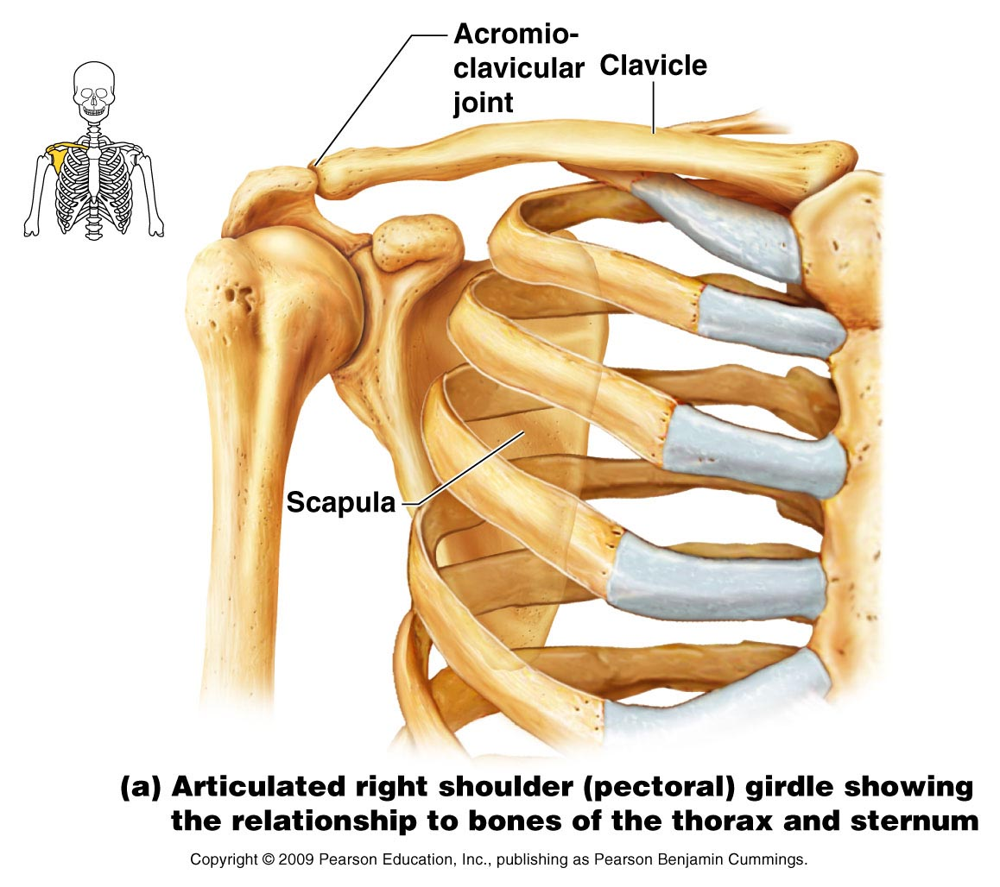 Acromio-
clavicular
joint
Clavicle
Scapula
(a) Articulated right shoulder (pectoral) girdle showing
the relationship to bones of the thorax and sternum
Copyright © 2009 Pearson Education, Inc., publishing as Pearson Benjamin Cummings.